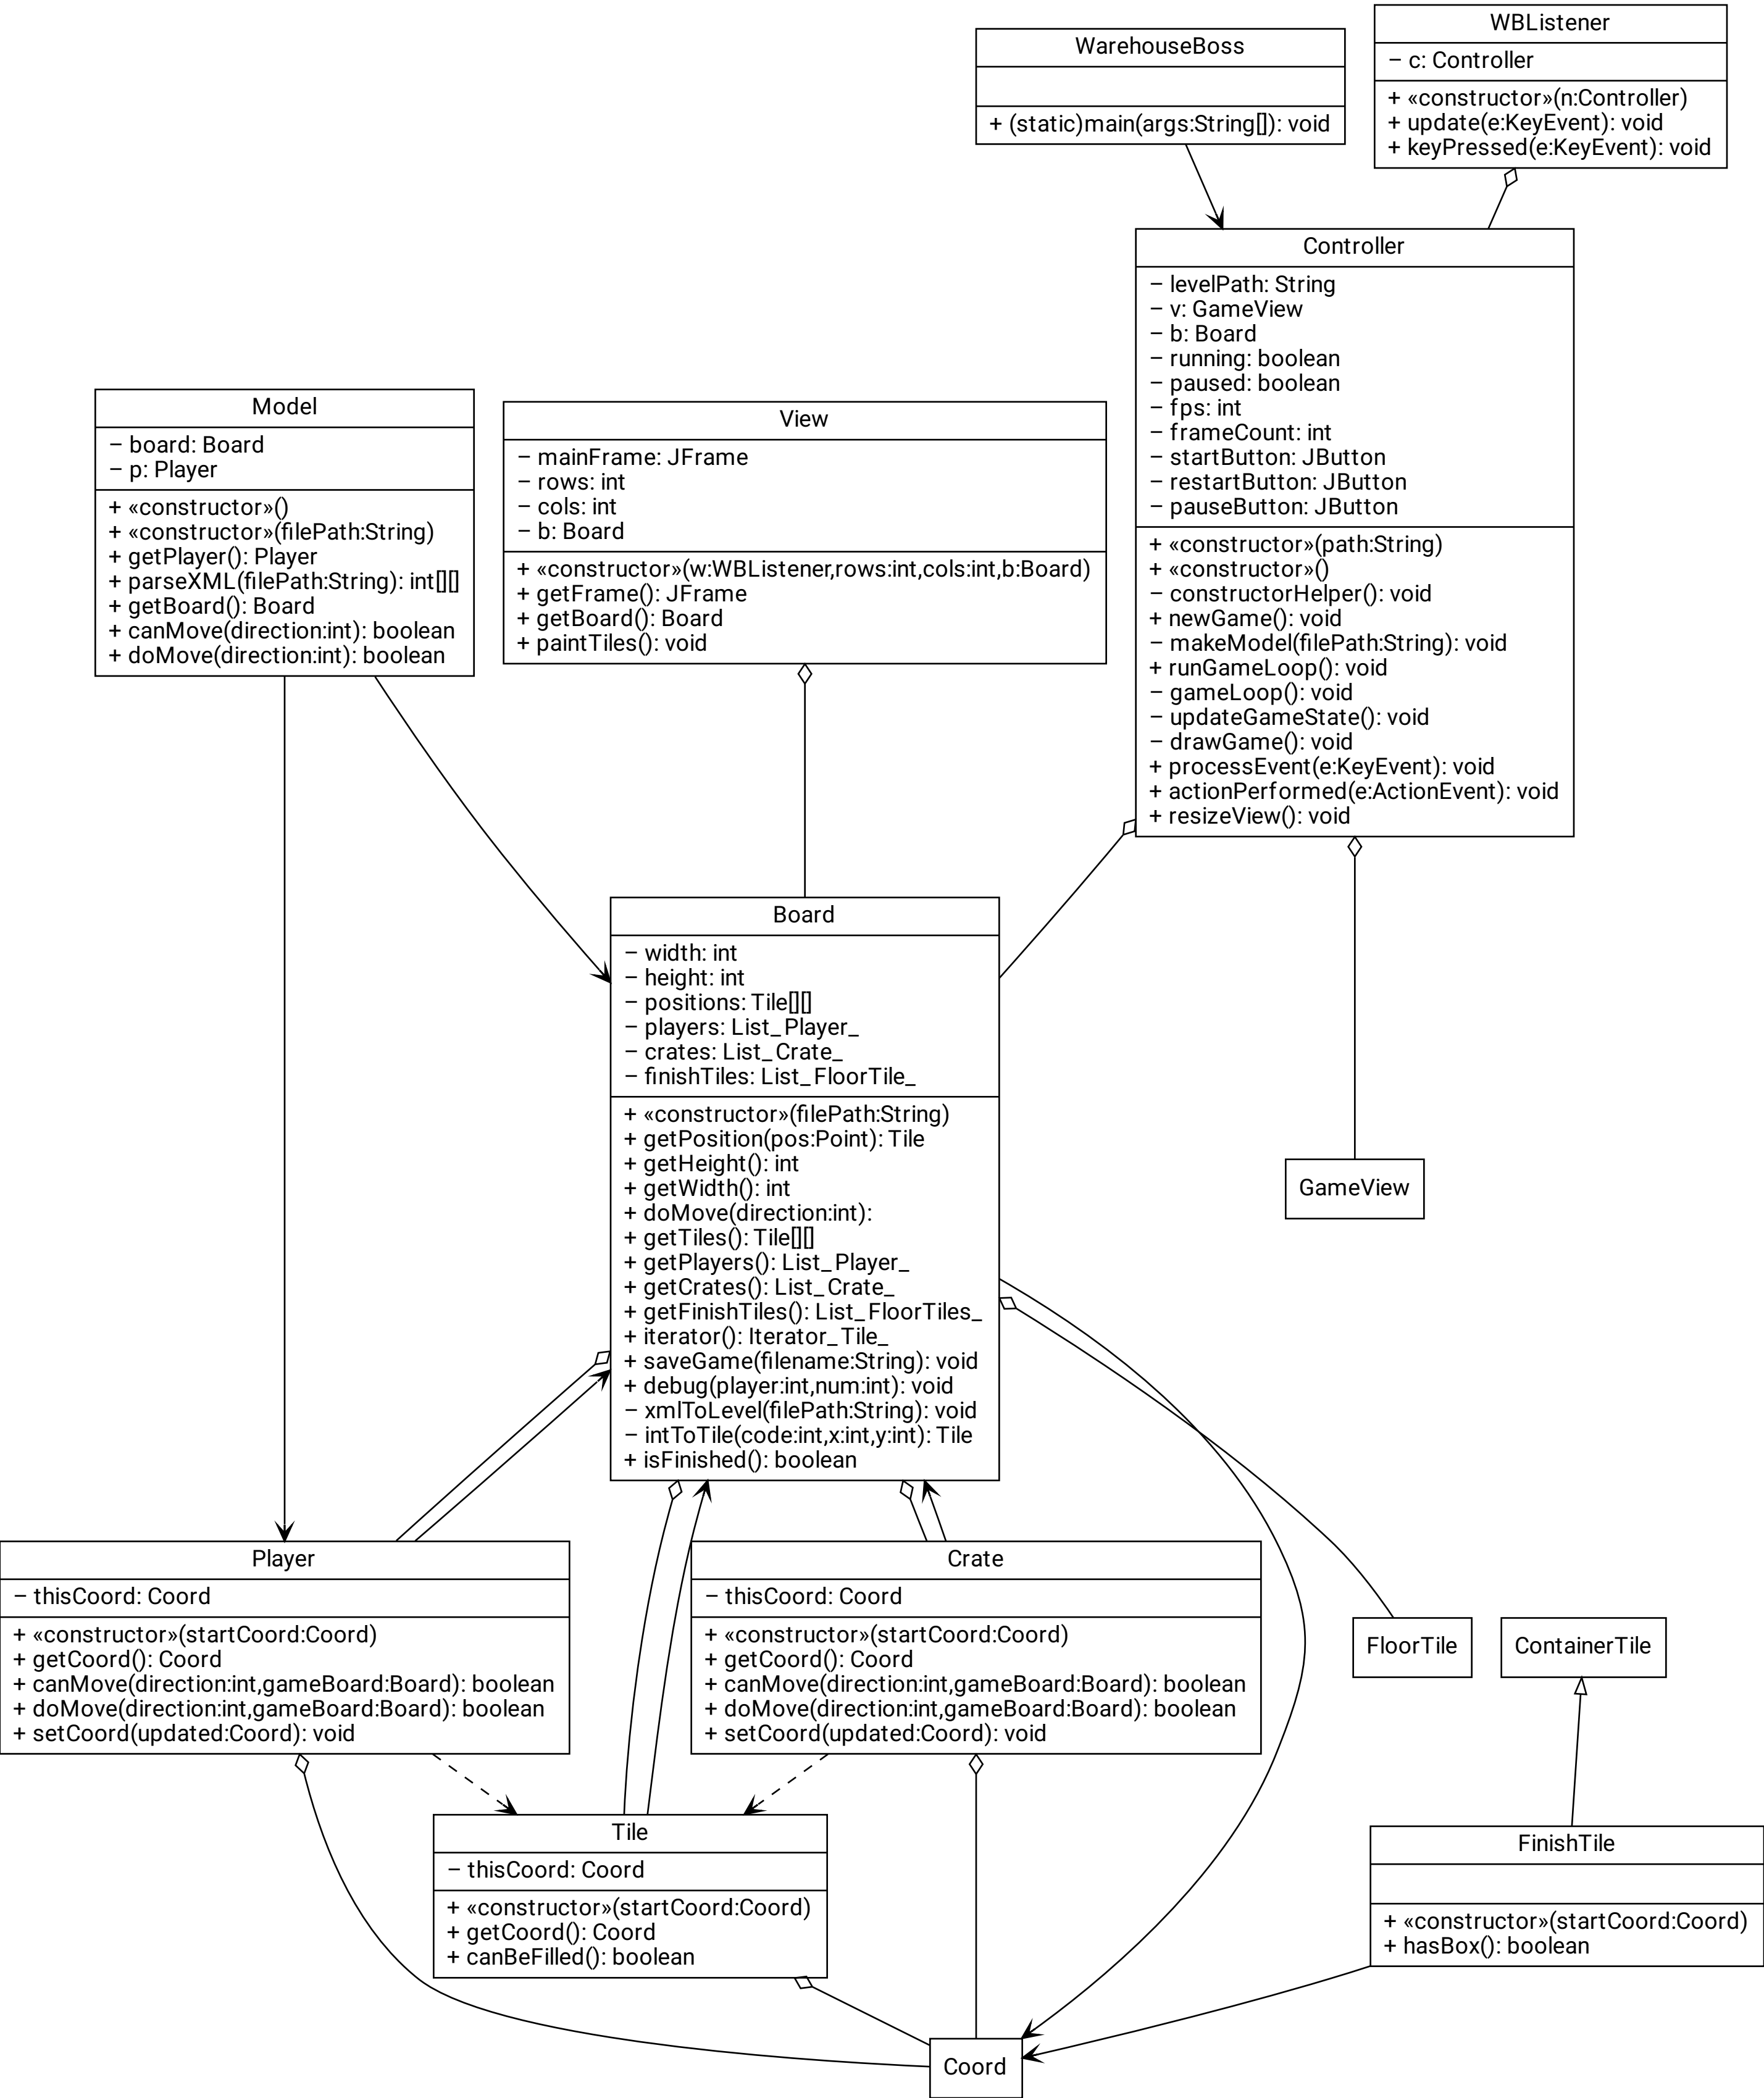 WarehouseBoss
+ (static)main(args:String[]): void
WBListener
− c: Controller
+ «constructor»(n:Controller)
+ update(e:KeyEvent): void
+ keyPressed(e:KeyEvent): void
Controller
− levelPath: String
− v: GameView
− b: Board
− running: boolean
− paused: boolean
− fps: int
− frameCount: int
− startButton: JButton
− restartButton: JButton
− pauseButton: JButton
+ «constructor»(path:String)
+ «constructor»()
− constructorHelper(): void
+ newGame(): void
− makeModel(filePath:String): void
+ runGameLoop(): void
− gameLoop(): void
− updateGameState(): void
− drawGame(): void
+ processEvent(e:KeyEvent): void
+ actionPerformed(e:ActionEvent): void
+ resizeView(): void
Model
− board: Board
− p: Player
+ «constructor»()
+ «constructor»(filePath:String)
+ getPlayer(): Player
+ parseXML(filePath:String): int[][]
+ getBoard(): Board
+ canMove(direction:int): boolean
+ doMove(direction:int): boolean
View
− mainFrame: JFrame
− rows: int
− cols: int
− b: Board
+ «constructor»(w:WBListener,rows:int,cols:int,b:Board)
+ getFrame(): JFrame
+ getBoard(): Board
+ paintTiles(): void
Board
− width: int
− height: int
− positions: Tile[][]
− players: List_Player_
− crates: List_Crate_
− finishTiles: List_FloorTile_
+ «constructor»(filePath:String)
+ getPosition(pos:Point): Tile
+ getHeight(): int
+ getWidth(): int
+ doMove(direction:int):
+ getTiles(): Tile[][]
+ getPlayers(): List_Player_
+ getCrates(): List_Crate_
+ getFinishTiles(): List_FloorTiles_
+ iterator(): Iterator_Tile_
+ saveGame(filename:String): void
+ debug(player:int,num:int): void
− xmlToLevel(filePath:String): void
− intToTile(code:int,x:int,y:int): Tile
+ isFinished(): boolean
GameView
Player
− thisCoord: Coord
+ «constructor»(startCoord:Coord)
+ getCoord(): Coord
+ canMove(direction:int,gameBoard:Board): boolean
+ doMove(direction:int,gameBoard:Board): boolean
+ setCoord(updated:Coord): void
Crate
− thisCoord: Coord
+ «constructor»(startCoord:Coord)
+ getCoord(): Coord
+ canMove(direction:int,gameBoard:Board): boolean
+ doMove(direction:int,gameBoard:Board): boolean
+ setCoord(updated:Coord): void
FloorTile
ContainerTile
Tile
− thisCoord: Coord
+ «constructor»(startCoord:Coord)
+ getCoord(): Coord
+ canBeFilled(): boolean
FinishTile
+ «constructor»(startCoord:Coord)
+ hasBox(): boolean
Coord